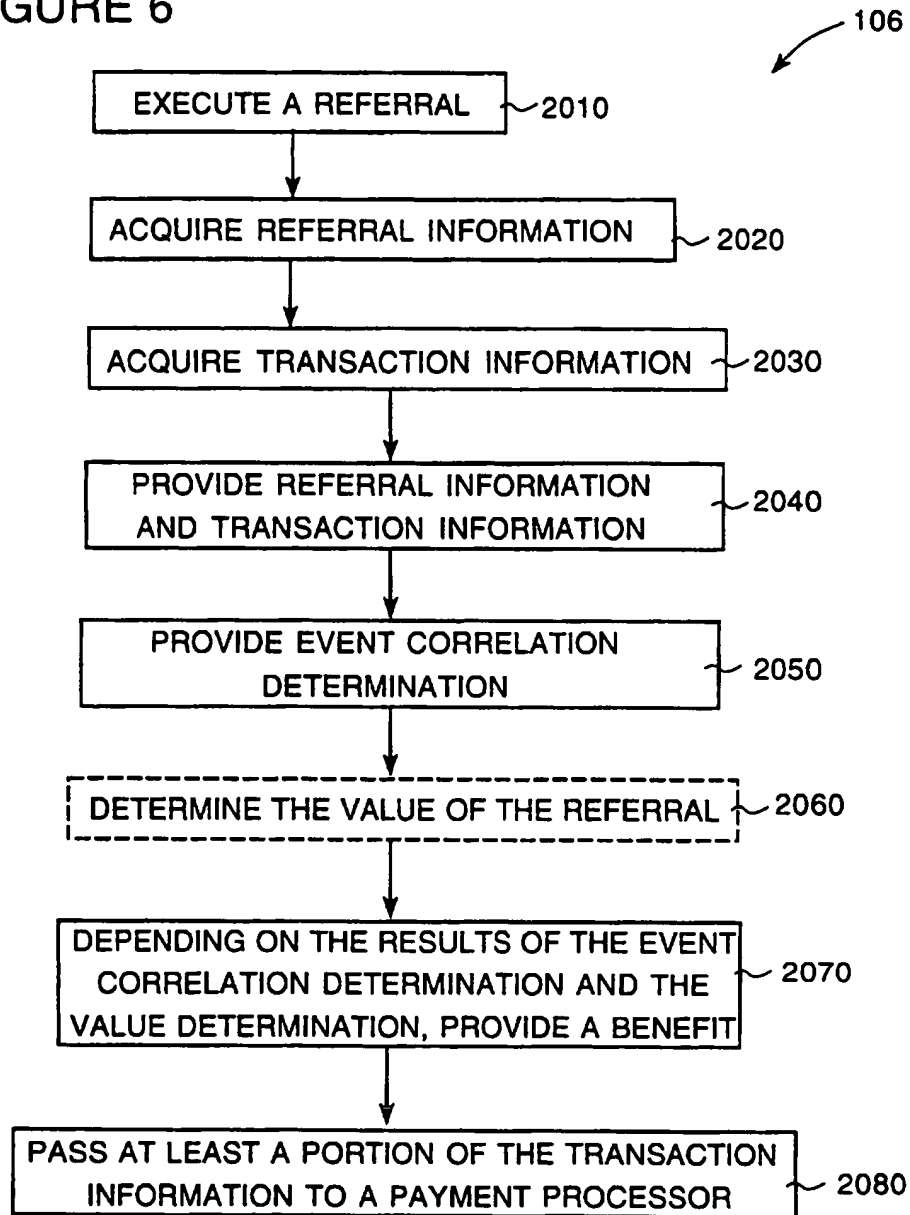 GURE 6
106
EXECUTE A REFERRAL 2010
ACQUIRE REFERRAL INFORMATION 2020
ACQUIRE TRANSACTION INFORMATION 2030
PROVIDE REFERRAL INFORMATION
AND TRANSACTION INFORMATION 2040
PROVIDE EVENT CORRELATION
DETERMINATION 2050
DETERMINE THE VALUE OF THE REFERRAL 2060
DEPENDING ON THE RESULTS OF THE EVENT
CORRELATION DETERMINATION AND THE 2070
VALUE DETERMINATION, PROVIDE A BENEFIT
PASS AT LEAST A PORTION OF THE TRANSACTION
INFORMATION TO A PAYMENT PROCESSOR 2080